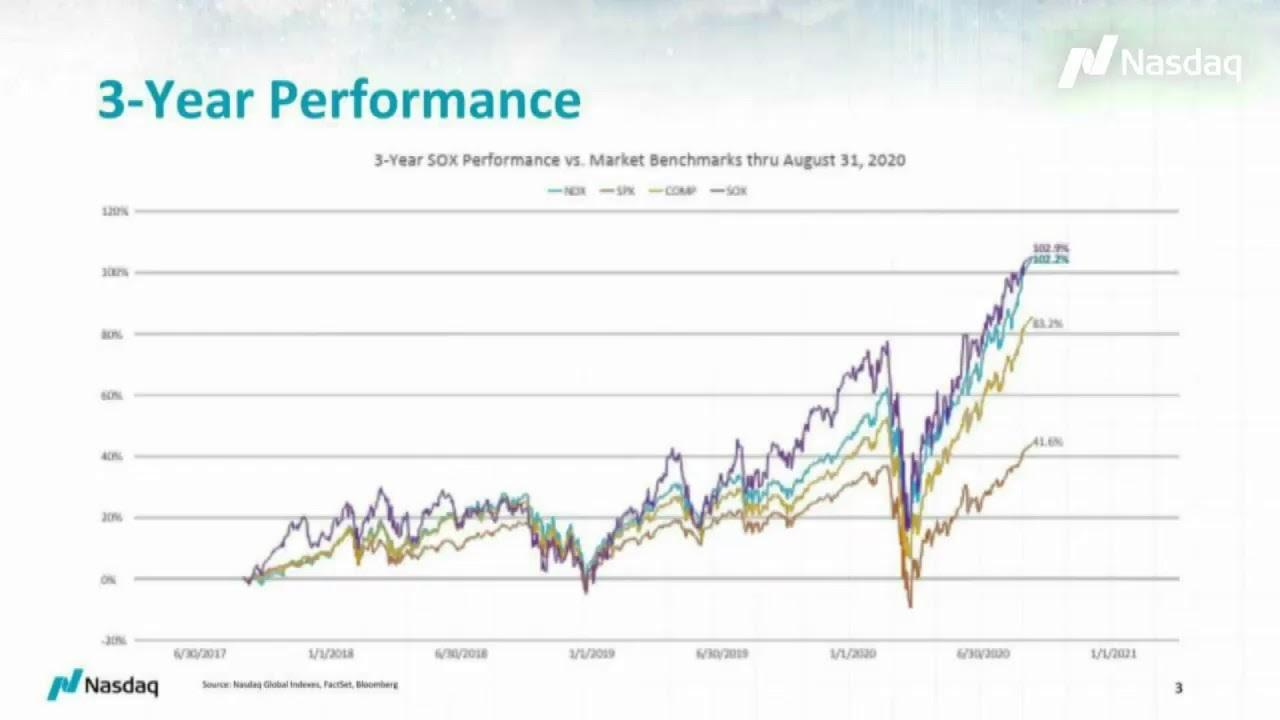 Nasdaq
3-Year Performance
3-Year SOX Performance vs. Market Benchmarks thru August 31, 2020
NDX SPX COMP SOX
120%
102.9%
102.2%
100%
83.2%
80%
60%
41.6%
40%
20%
0%
-20%
6/30/2017 1/1/2018 6/30/2018 1/1/2019 6/30/2019 1/1/2020 6/30/2020 1/1/2021
Nasdaq
Source: Nasdaq Global Indexes, FactSet, Bloomberg
3